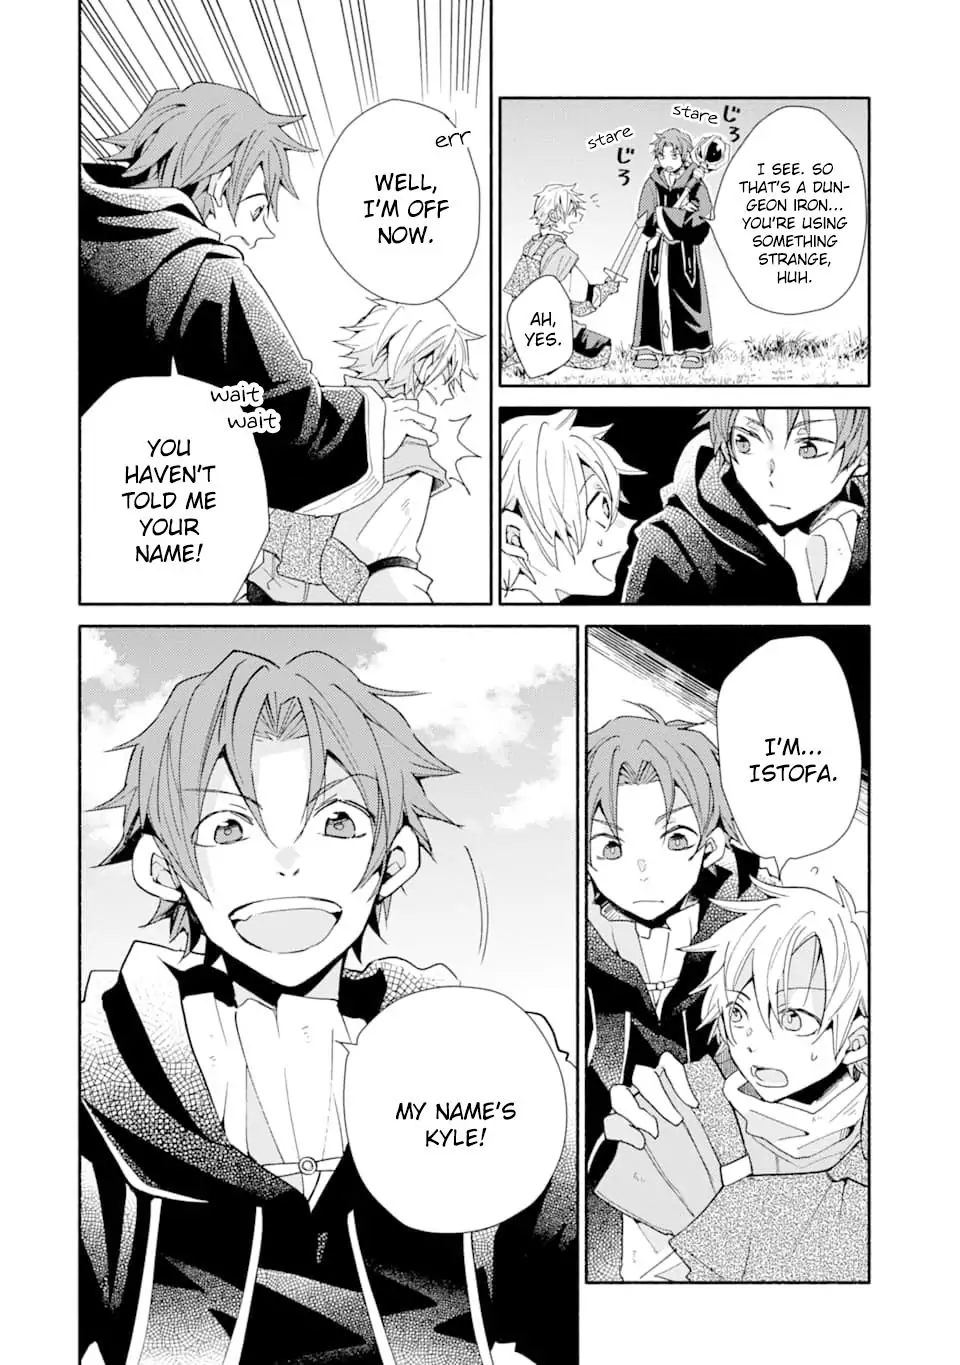 stare
じろ
stare
じろ
I SEE. SO
THAT'S A DUN-
GEON IRON...
YOU'RE USING
SOMETHING
STRANGE,
HUH.
AH,
YES.
err
WELL,
I'M OFF
NOW.
wait
wait
YOU
HAVEN'T
TOLD ME
YOUR
NAME!
I'M...
ISTOFA.
MY NAME'S
KYLE!